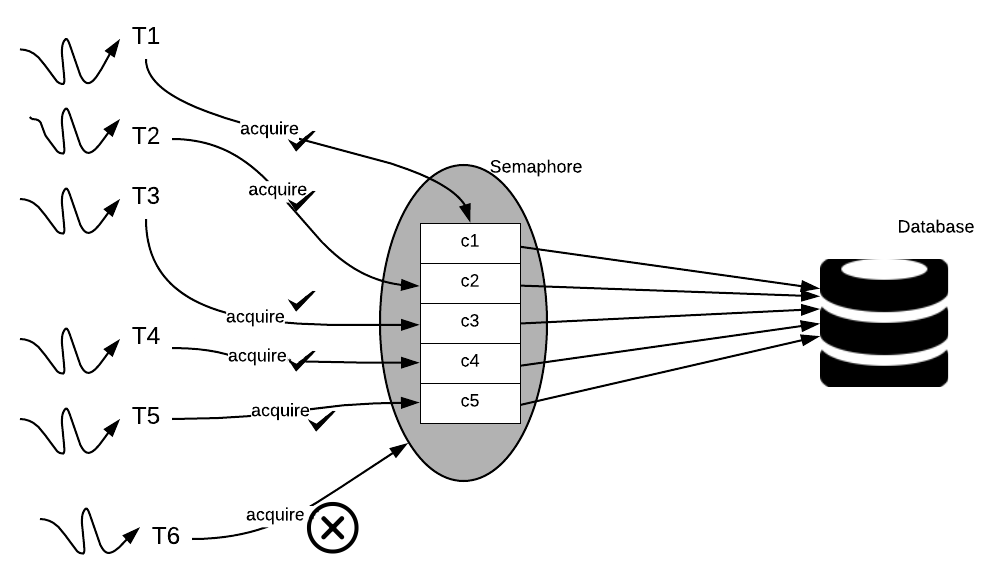 T1
acquire
T2
Semaphore
acquire
T3
Database
c1
c2
acquire
c3
T4
acquire
c4
T5
acquire
c5
acquire
T6